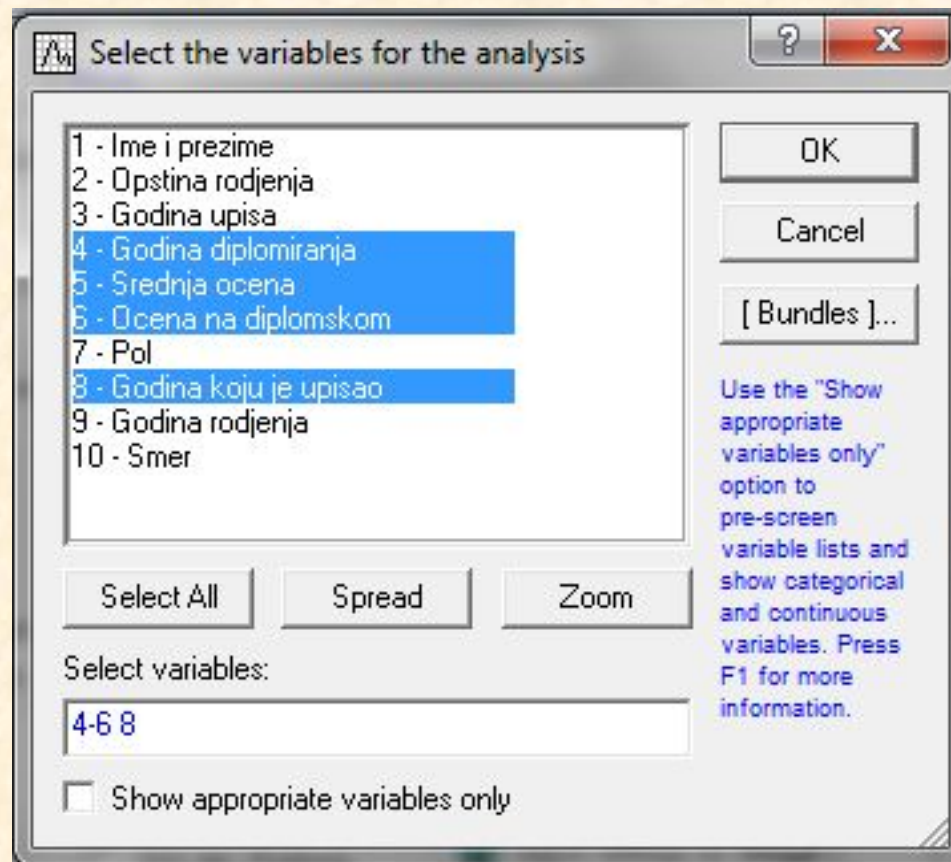 Select the variables for the analysis
?
X
1 - Ime i prezime
2 - Opstina rodjenja
3 - Godina upisa
4 - Godina diplomiranja
5 - Srednja ocena
6 - Ocena na diplomskom
7 - Pol
8 - Godina koju je upisao
9 - Godina rodjenja
10 - Smer
OK
Cancel
[ Bundles ]...
Use the "Show
appropriate
variables only"
option to
pre-screen
variable lists and
show categorical
and continuous
variables. Press
F1 for more
information.
Select All
Spread
Zoom
Select variables:
4-6 8
Show appropriate variables only